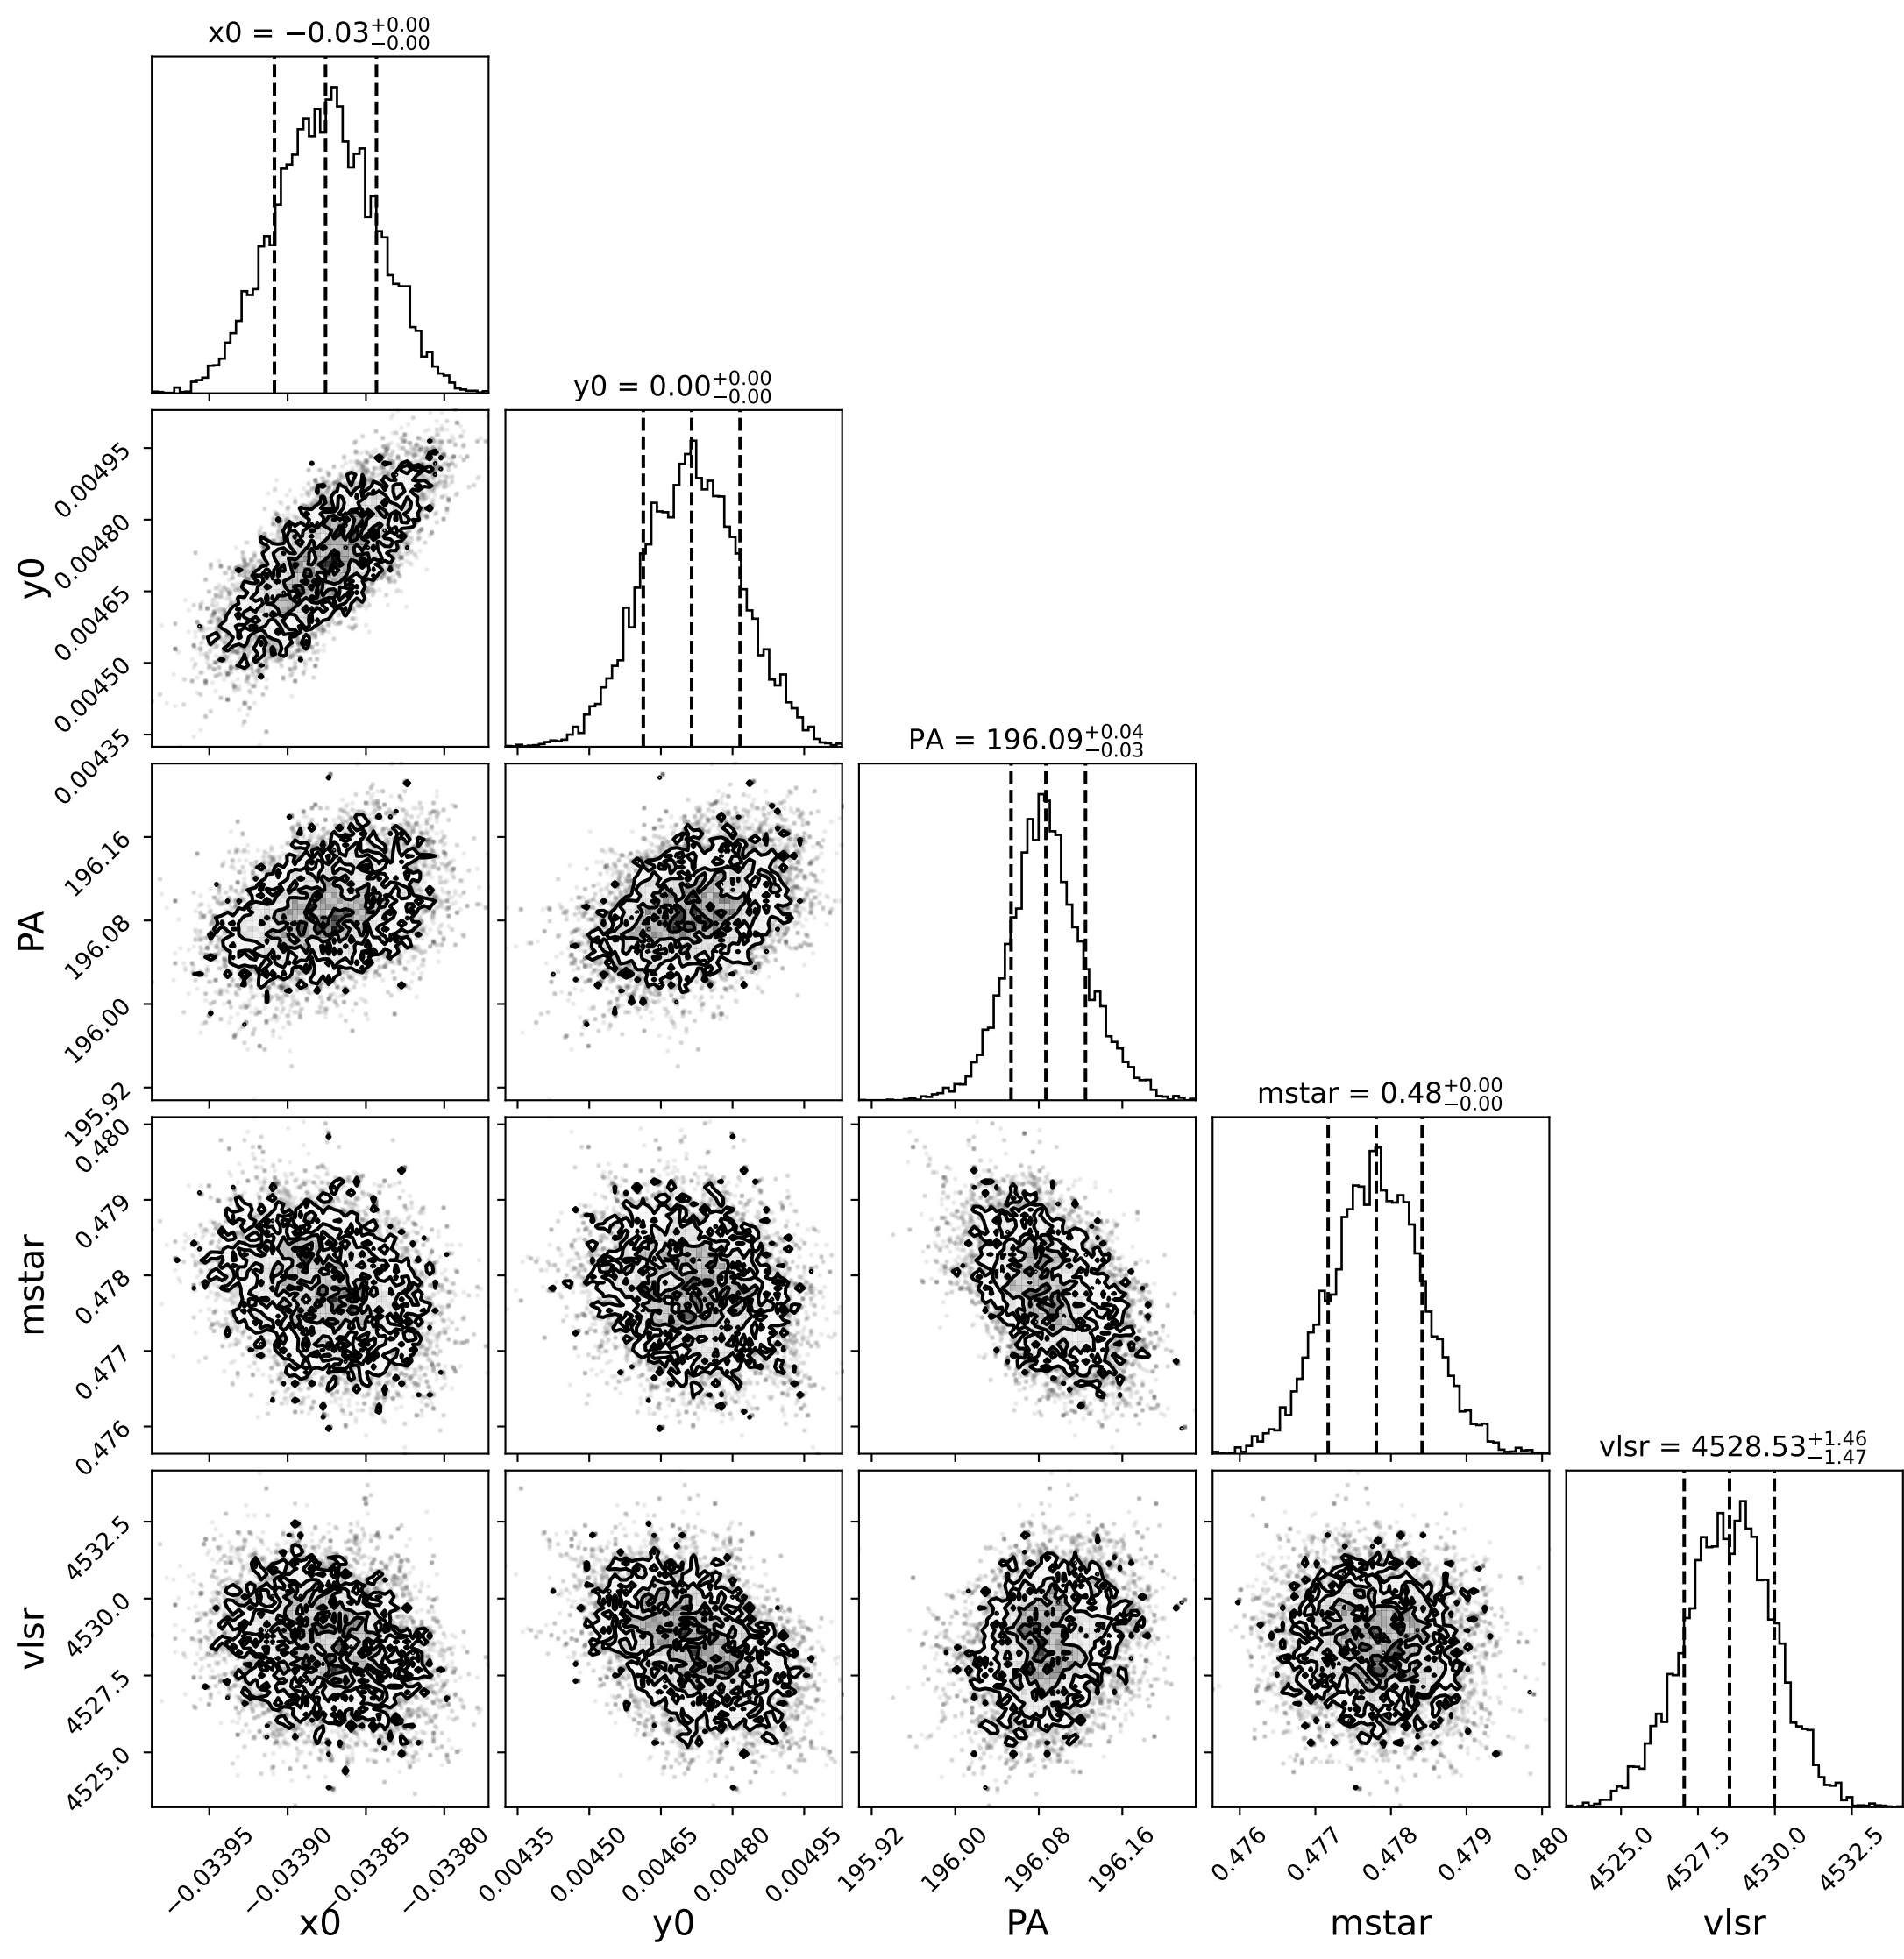 x0 = −0.03+0.00−0.00
y0 = 0.00+0.00−0.00
0.00495
0.00480
0.00465
0.00450
0.00435
y0
PA = 196.09+0.04−0.03
196.16
196.08
196.00
195.92
PA
mstar = 0.48+0.00−0.00
0.480
0.479
0.478
0.477
0.476
mstar
vlsr = 4528.53+1.46−1.47
4532.5
4530.0
4527.5
4525.0
vlsr
−0.03395 −0.03390 −0.03385 −0.03380 0.00435 0.00450 0.00465 0.00480 0.00495 195.92 196.00 196.08 196.16 0.476 0.477 0.478 0.479 0.480 4525.0 4527.5 4530.0 4532.5
x0 y0 PA mstar vlsr